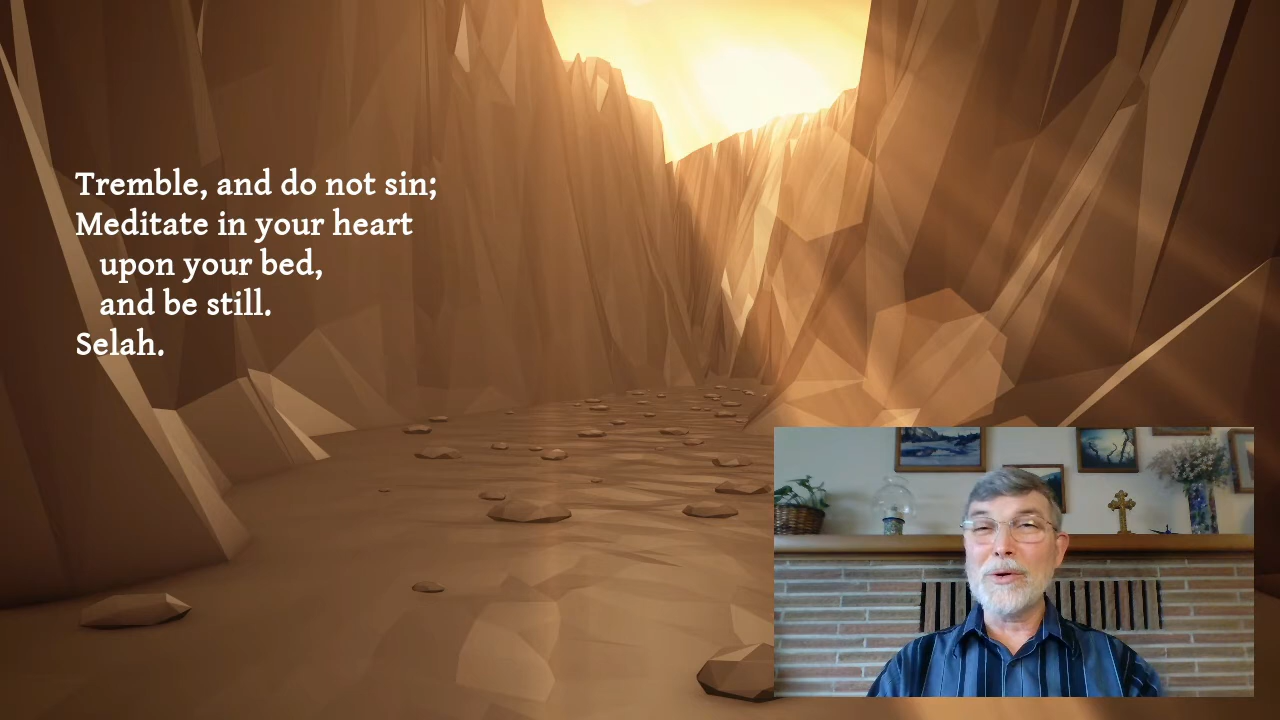 Tremble, and do not sin;
Meditate in your heart
upon your bed,
and be still.
Selah.